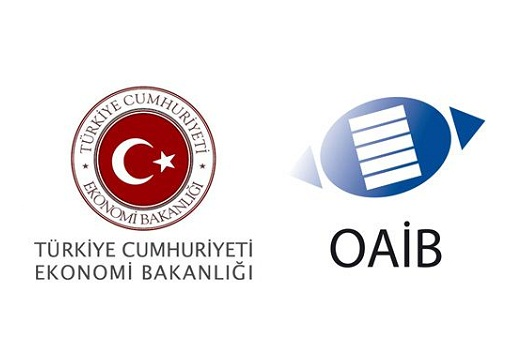 TÜRKİYE CUMHURİYETİ
EKONOMİ BAKANLIĞI
TÜRKİYE CUMHURİYETİ
EKONOMİ BAKANLIĞI
OAİB